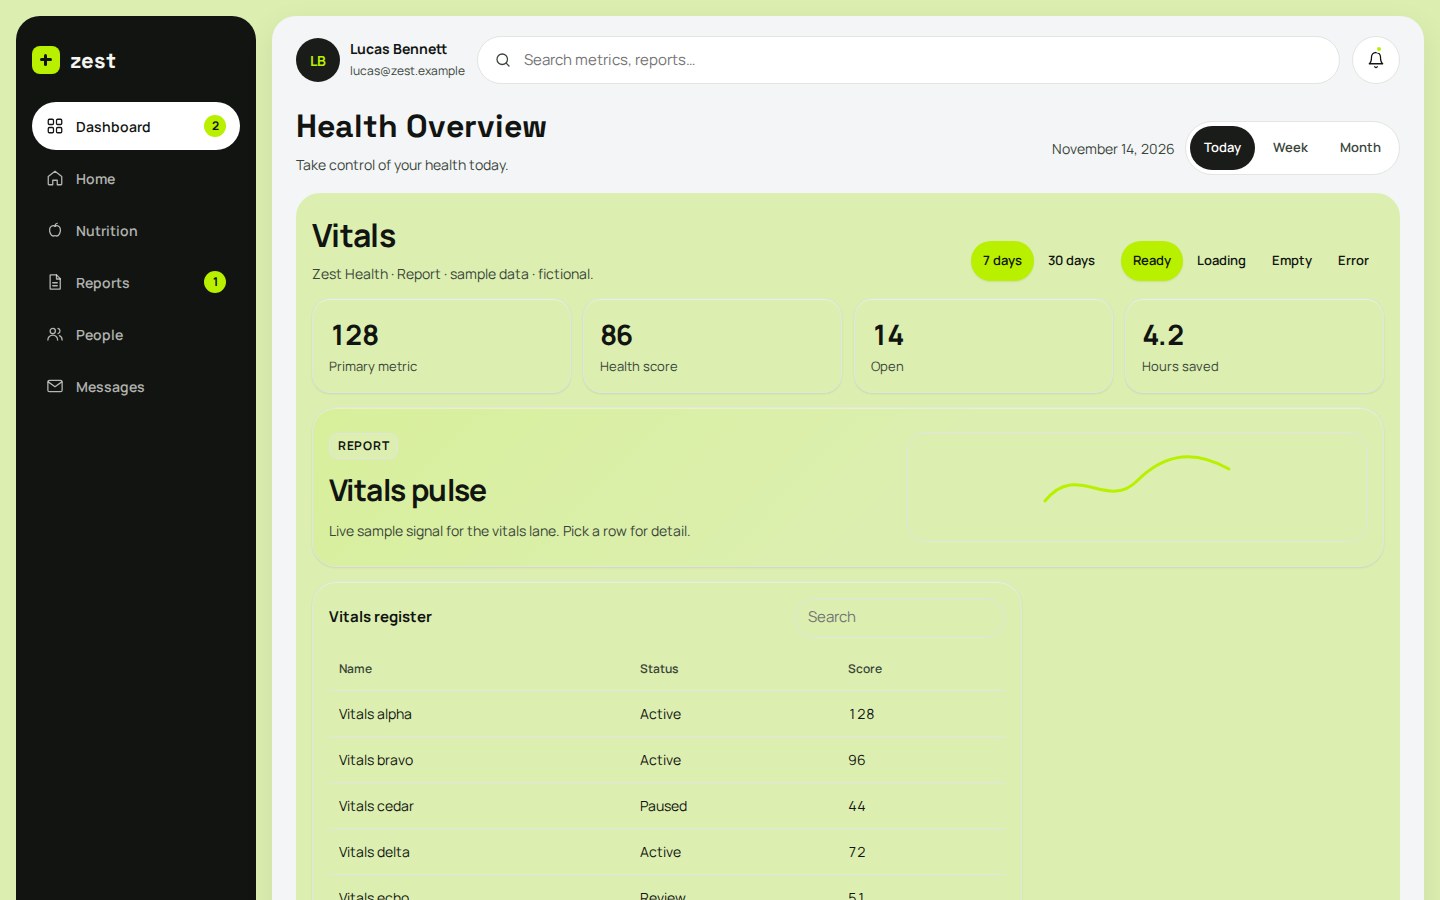 zest
Dashboard 2
Home
Nutrition
Reports 1
People
Messages
LB
Lucas Bennett
lucas@zest.example
Search metrics, reports…
Health Overview
Take control of your health today.
November 14, 2026
Today Week Month
Vitals
Zest Health · Report · sample data · fictional.
7 days 30 days Ready Loading Empty Error
128
Primary metric
86
Health score
14
Open
4.2
Hours saved
REPORT
Vitals pulse
Live sample signal for the vitals lane. Pick a row for detail.
Vitals register
Search
Name Status Score
Vitals alpha Active 128
Vitals bravo Active 96
Vitals cedar Paused 44
Vitals delta Active 72
Vitals echo Review 51